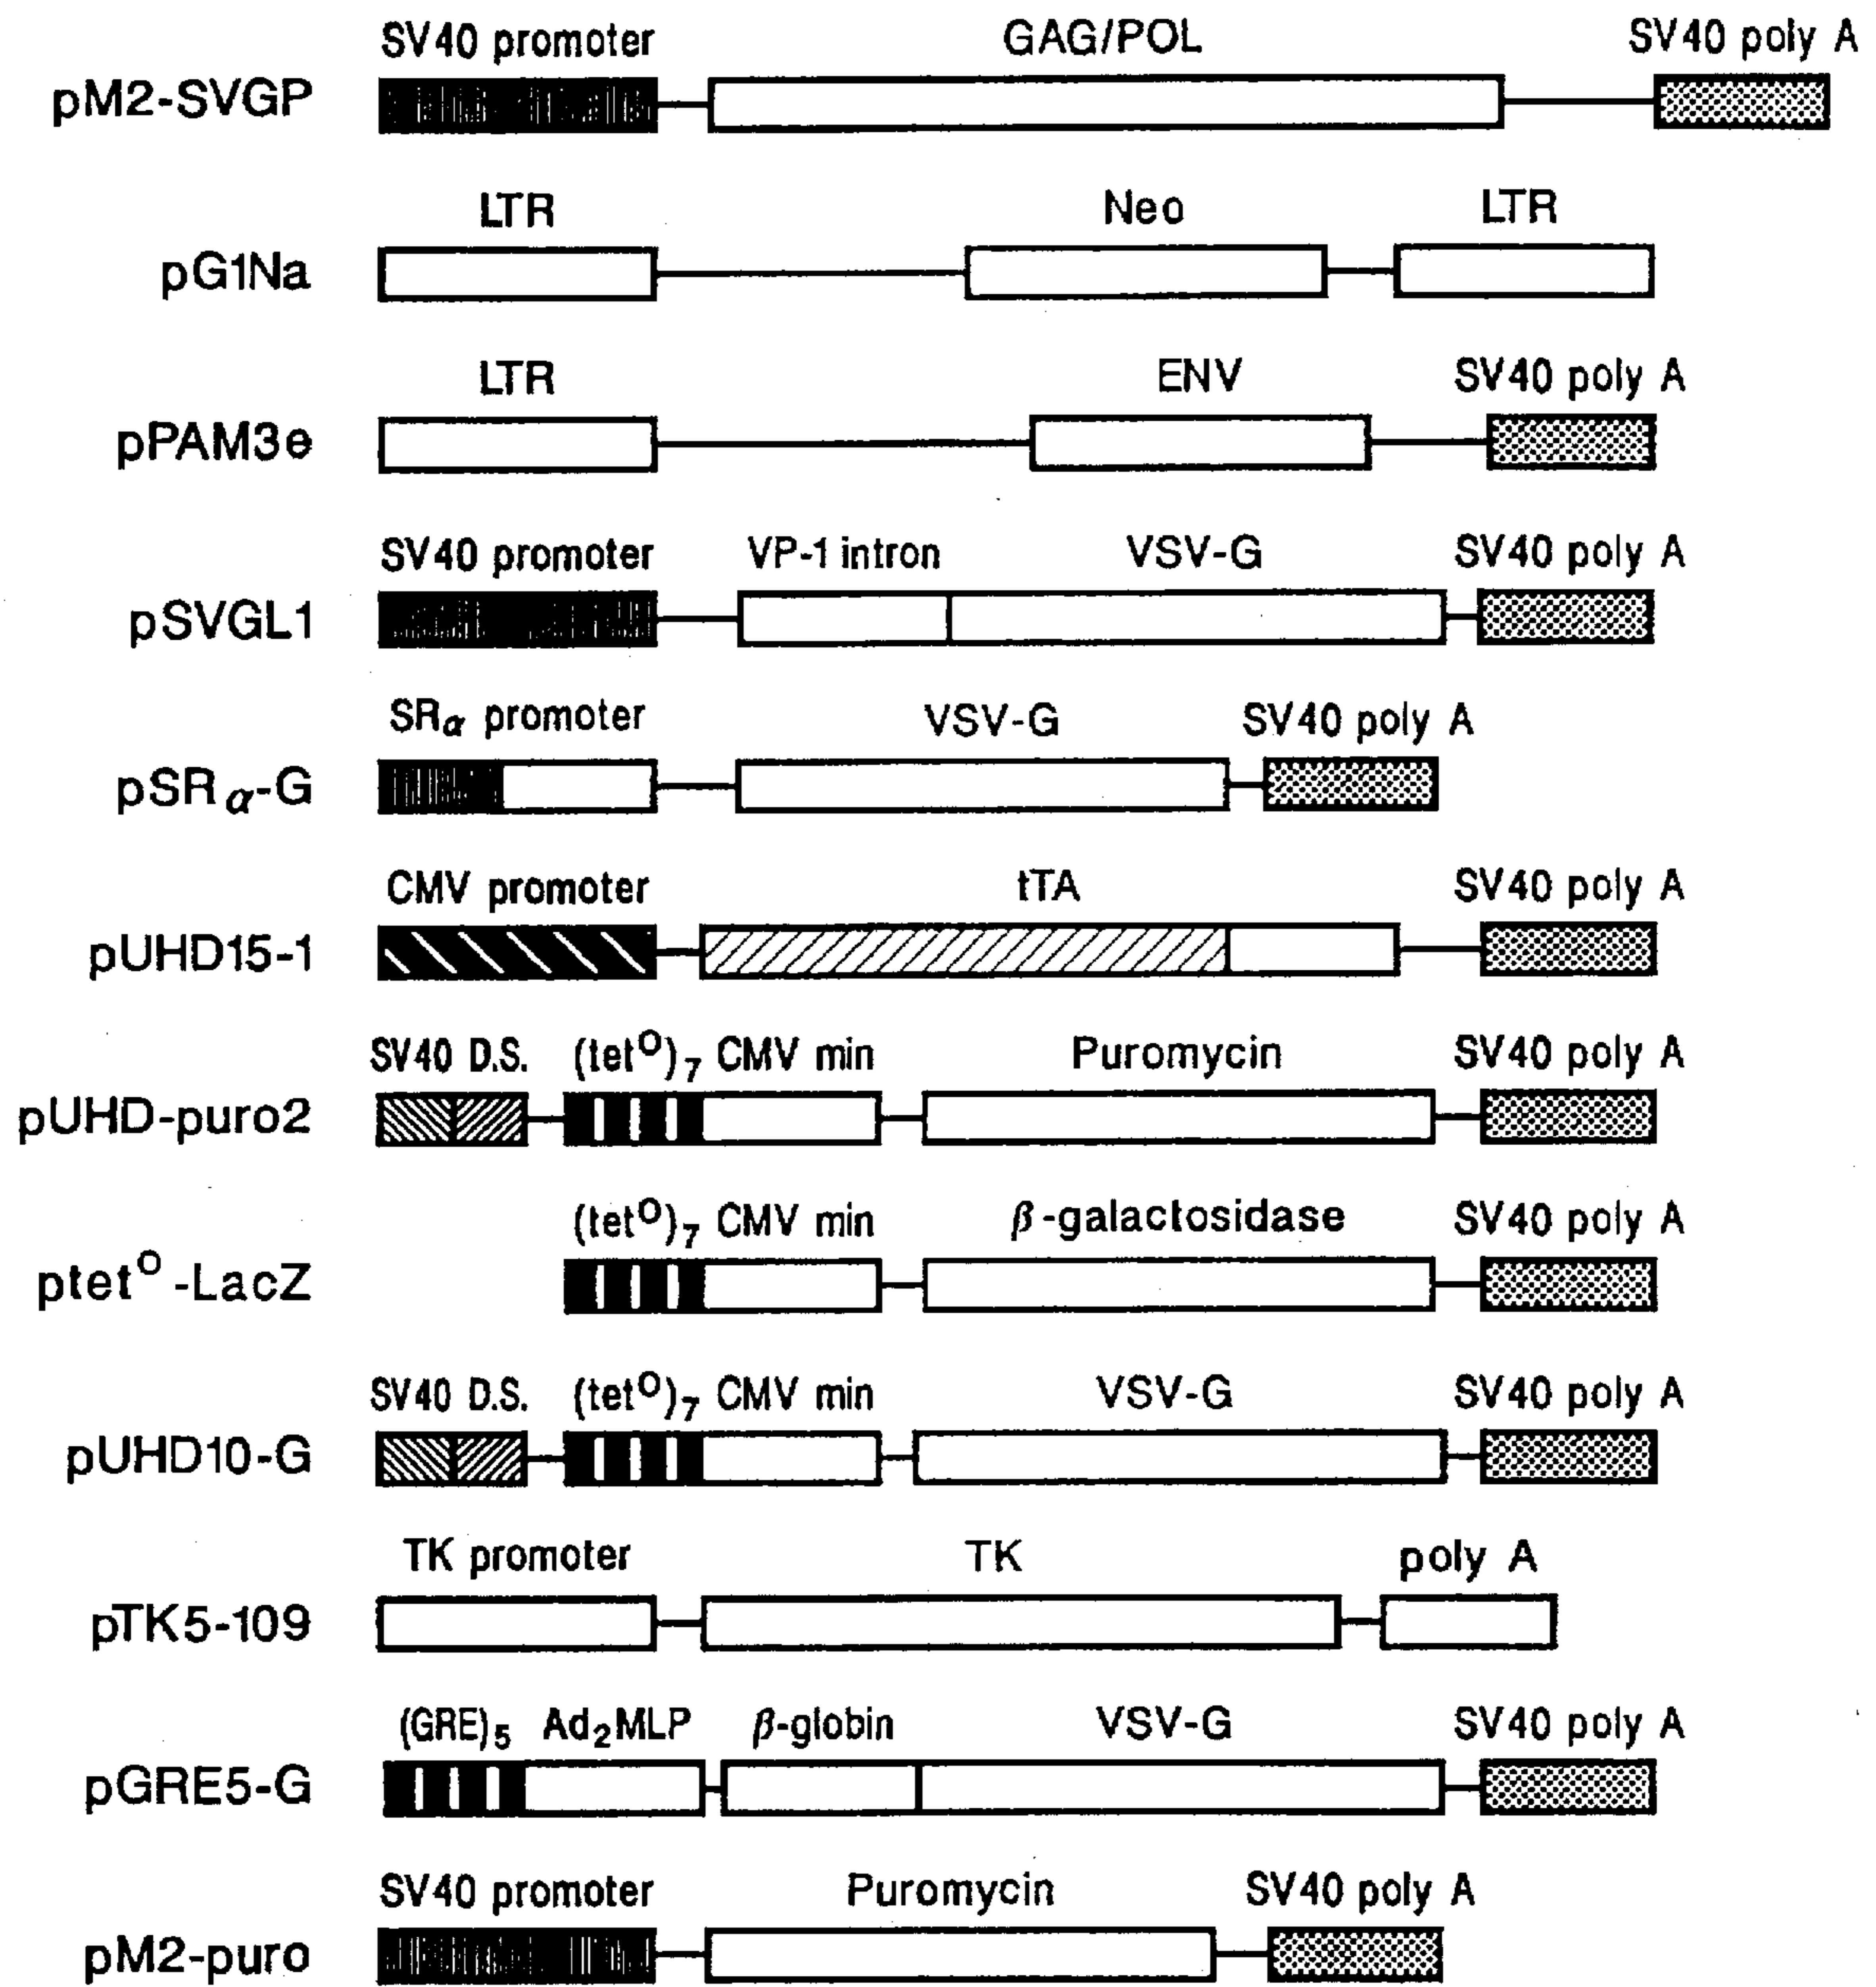 SV40 promoter GAG/POL SV40 poly A
pM2-SVGP
LTR Neo LTR
pG1Na
LTR ENV SV40 poly A
pPAM3e
SV40 promoter VP-1 intron VSV-G SV40 poly A
pSVGL1
SRα promoter VSV-G SV40 poly A
pSRα-G
CMV promoter tTA SV40 poly A
pUHD15-1
SV40 D.S. (tetO)7 CMV min Puromycin SV40 poly A
pUHD-puro2
(tetO)7 CMV min β-galactosidase SV40 poly A
ptetO-LacZ
SV40 D.S. (tetO)7 CMV min VSV-G SV40 poly A
pUHD10-G
TK promoter TK poly A
pTK5-109
(GRE)5 Ad2MLP β-globin VSV-G SV40 poly A
pGRE5-G
SV40 promoter Puromycin SV40 poly A
pM2-puro